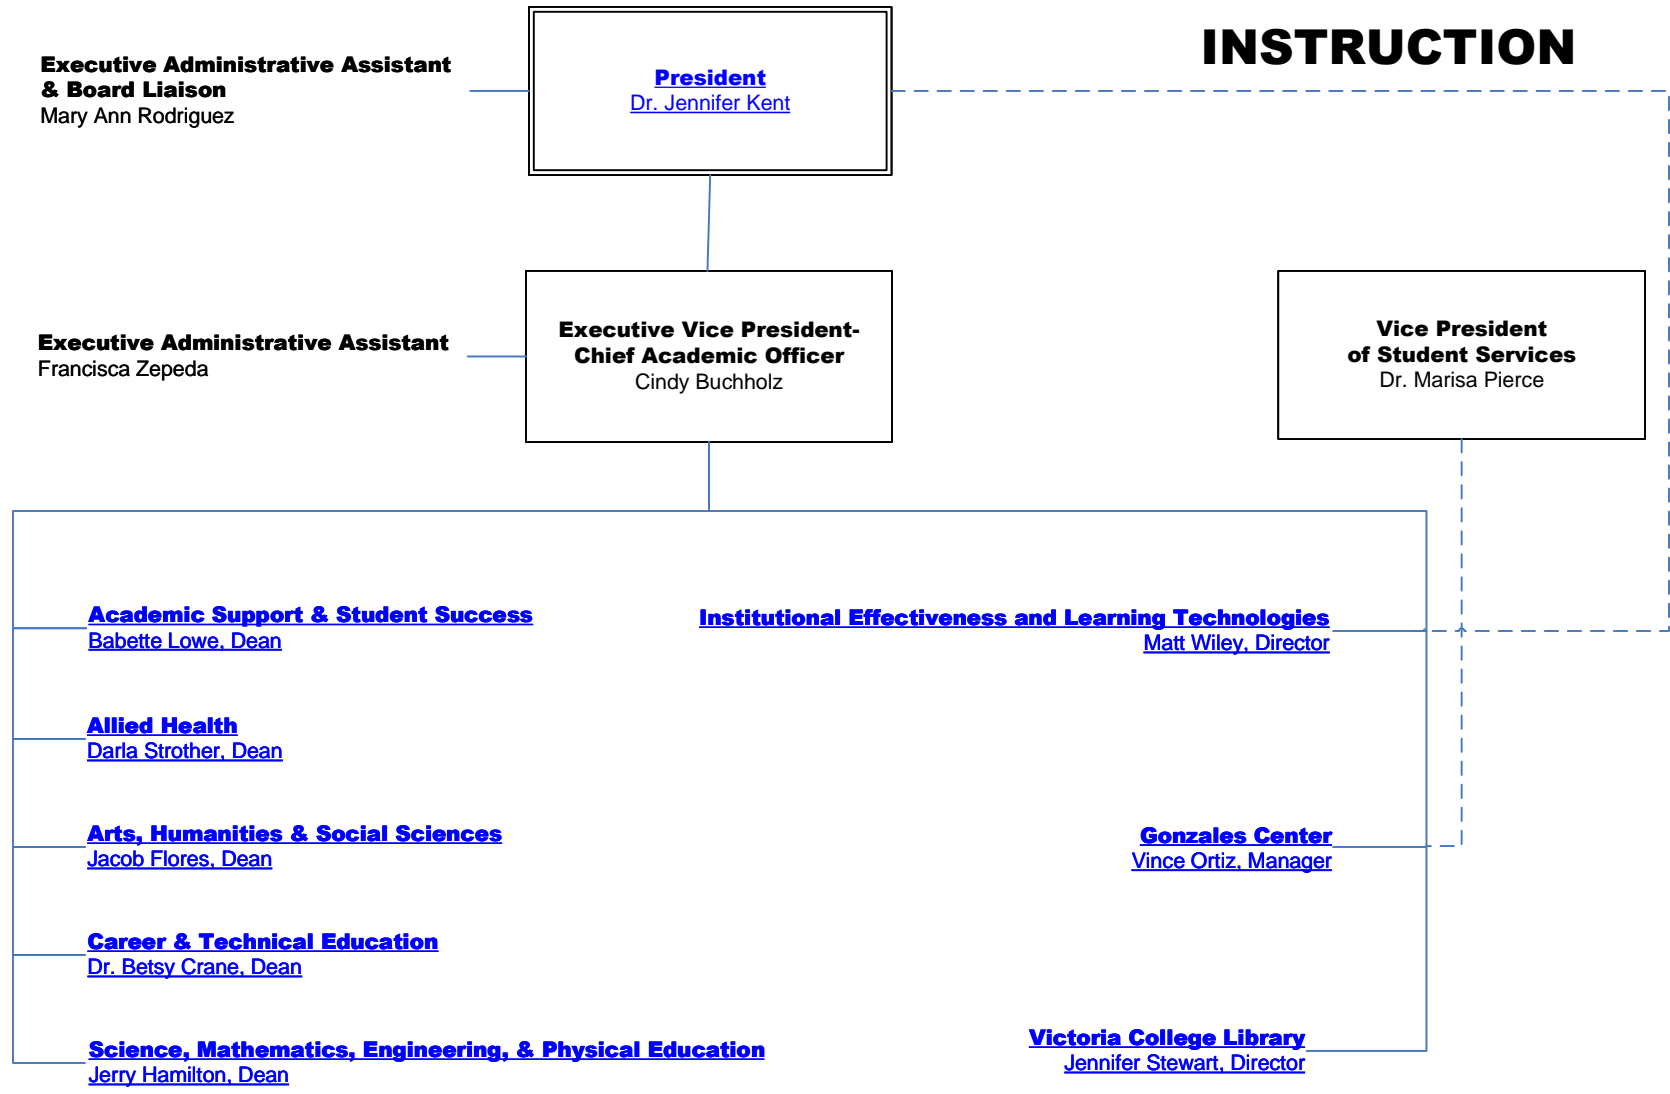 INSTRUCTION
Executive Administrative Assistant
& Board Liaison
Mary Ann Rodriguez
President
Dr. Jennifer Kent
Executive Administrative Assistant
Francisca Zepeda
Executive Vice President-
Chief Academic Officer
Cindy Buchholz
Vice President
of Student Services
Dr. Marisa Pierce
Academic Support & Student Success
Babette Lowe, Dean
Allied Health
Darla Strother, Dean
Arts, Humanities & Social Sciences
Jacob Flores, Dean
Career & Technical Education
Dr. Betsy Crane, Dean
Science, Mathematics, Engineering, & Physical Education
Jerry Hamilton, Dean
Institutional Effectiveness and Learning Technologies
Matt Wiley, Director
Gonzales Center
Vince Ortiz, Manager
Victoria College Library
Jennifer Stewart, Director